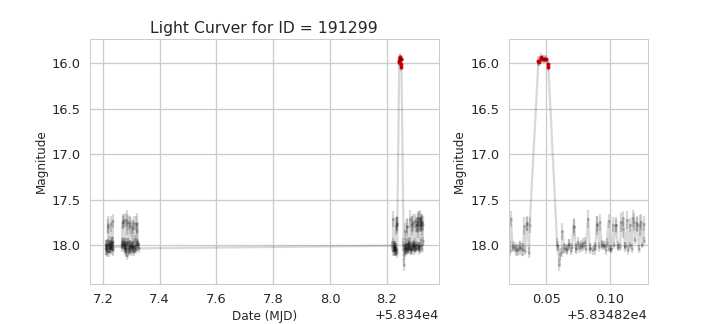 Light Curver for ID = 191299
Magnitude
16.0
16.5
17.0
17.5
18.0
7.2 7.4 7.6 7.8 8.0 8.2
Date (MJD)
+5.834e4
Magnitude
16.0
16.5
17.0
17.5
18.0
0.05 0.10
+5.83482e4